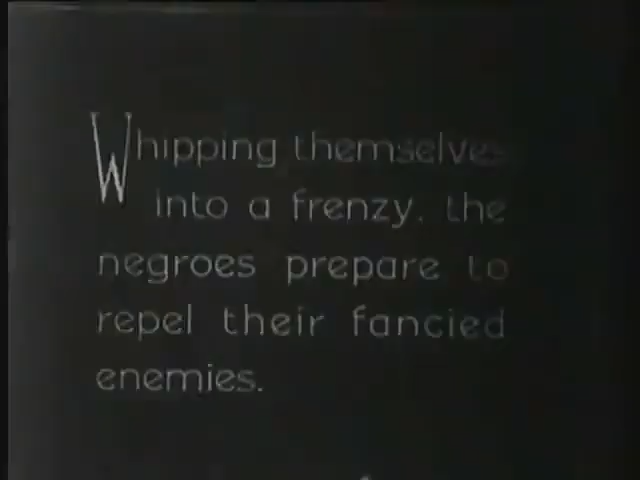 Whipping themselves
into a frenzy, the
negroes prepare to
repel their fancied
enemies.